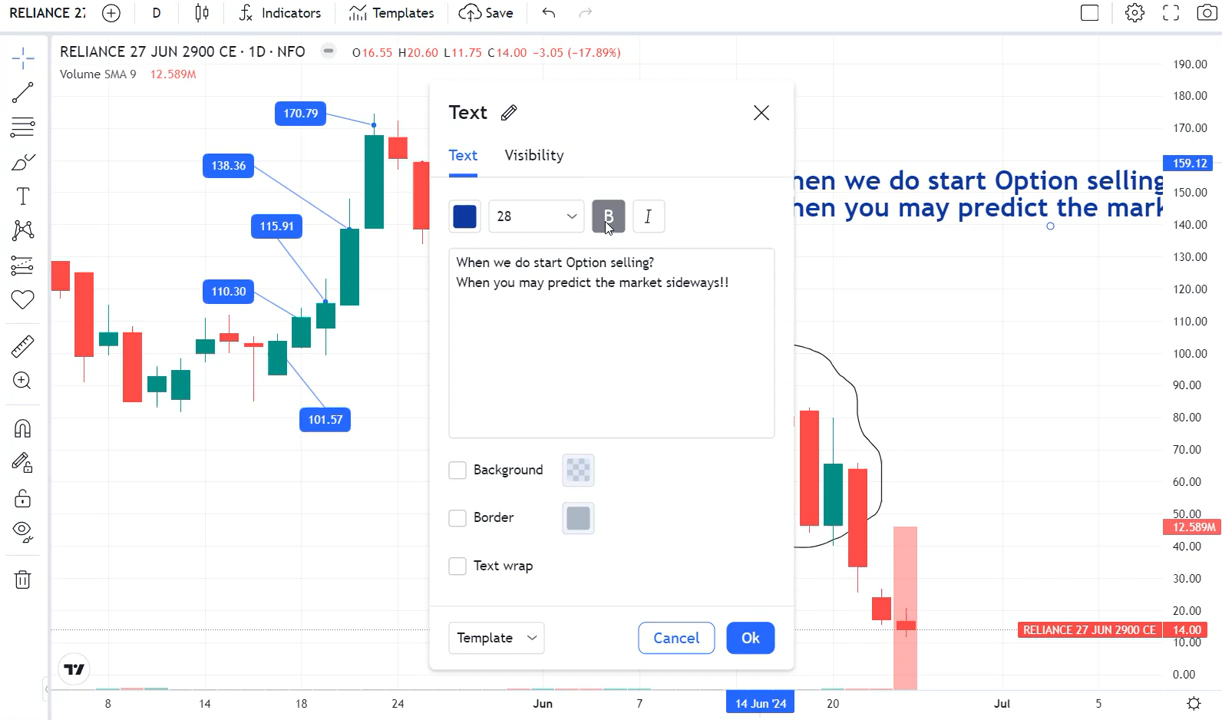 RELIANCE 27
D
Indicators
Templates
Save
RELIANCE 27 JUN 2900 CE · 1D · NFO
O16.55 H20.60 L11.75 C14.00 −3.05 (−17.89%)
Volume SMA 9 12.589M
170.79
138.36
115.91
110.30
101.57
Text
Text
Visibility
28
B
I
When we do start Option selling?
When you may predict the market sideways!!
Background
Border
Text wrap
Template
Cancel
Ok
hen we do start Option selling
hen you may predict the mark
190.00
180.00
170.00
159.12
150.00
140.00
130.00
120.00
110.00
100.00
90.00
80.00
70.00
60.00
50.00
12.589M
40.00
30.00
20.00
RELIANCE 27 JUN 2900 CE 14.00
10.00
0.00
8
14
18
24
Jun
7
14 Jun '24
20
Jul
5